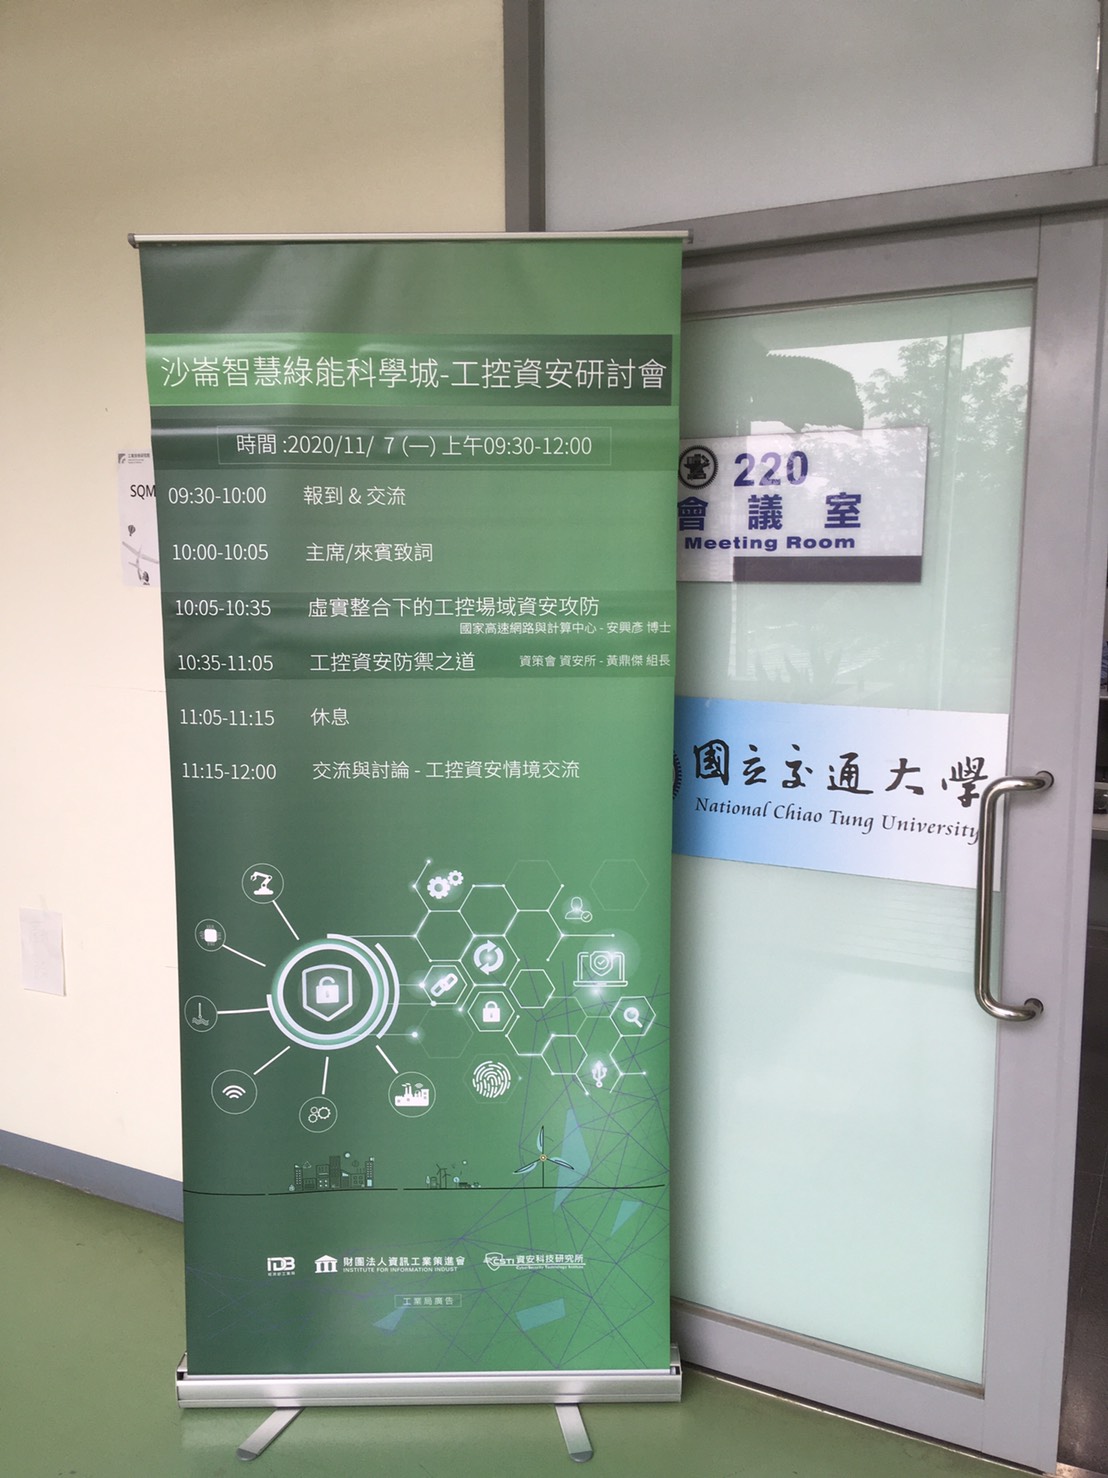 沙崙智慧綠能科學城-工控資安研討會
時間 :2020/11/ 7 (一) 上午09:30-12:00
09:30-10:00 報到 & 交流
10:00-10:05 主席/來賓致詞
10:05-10:35 虛實整合下的工控場域資安攻防
國家高速網路與計算中心 - 安興彥 博士
10:35-11:05 工控資安防禦之道 資策會 資安所 - 黃鼎傑 組長
11:05-11:15 休息
11:15-12:00 交流與討論 - 工控資安情境交流
IDB
財團法人資訊工業策進會
INSTITUTE FOR INFORMATION INDUST
CSTI 資安科技研究所
工業局廣告
SQM
220
會議室
Meeting Room
國立交通大學
National Chiao Tung University